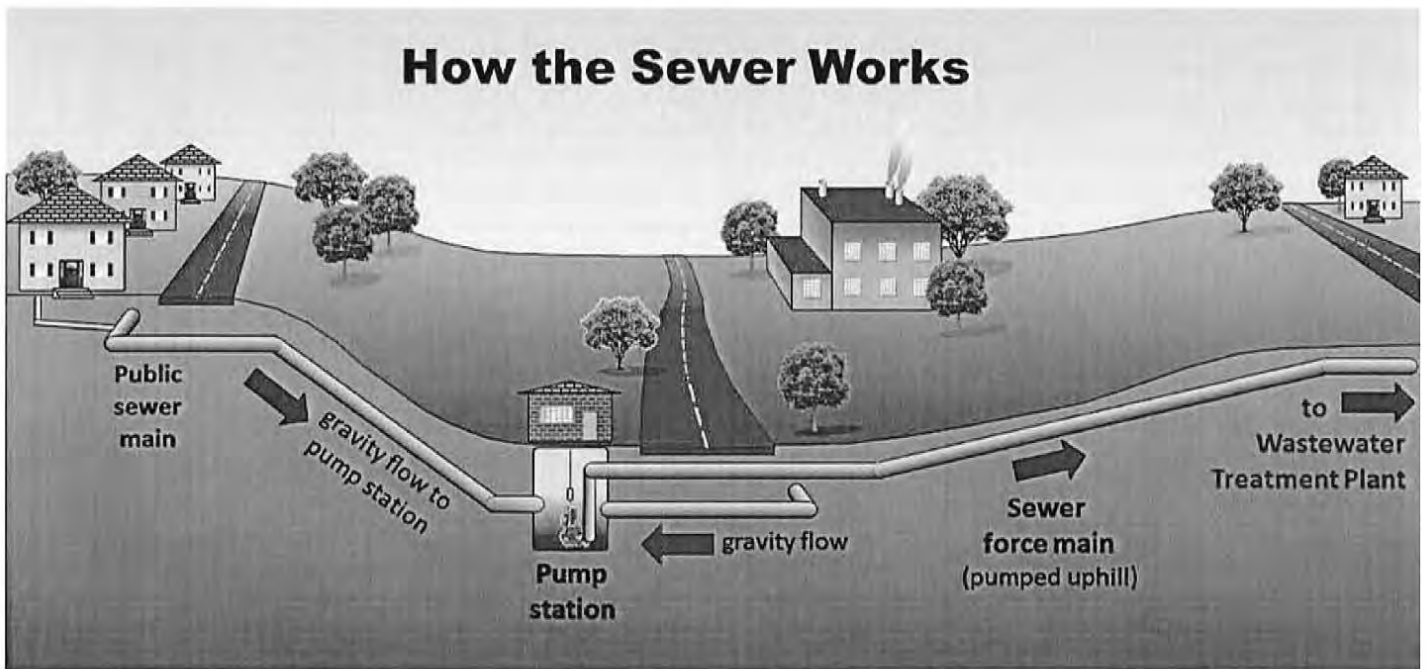 How the Sewer Works
Public
sewer
main
gravity flow to
pump station
Pump
station
gravity flow
Sewer
force main
(pumped uphill)
to
Wastewater
Treatment Plant